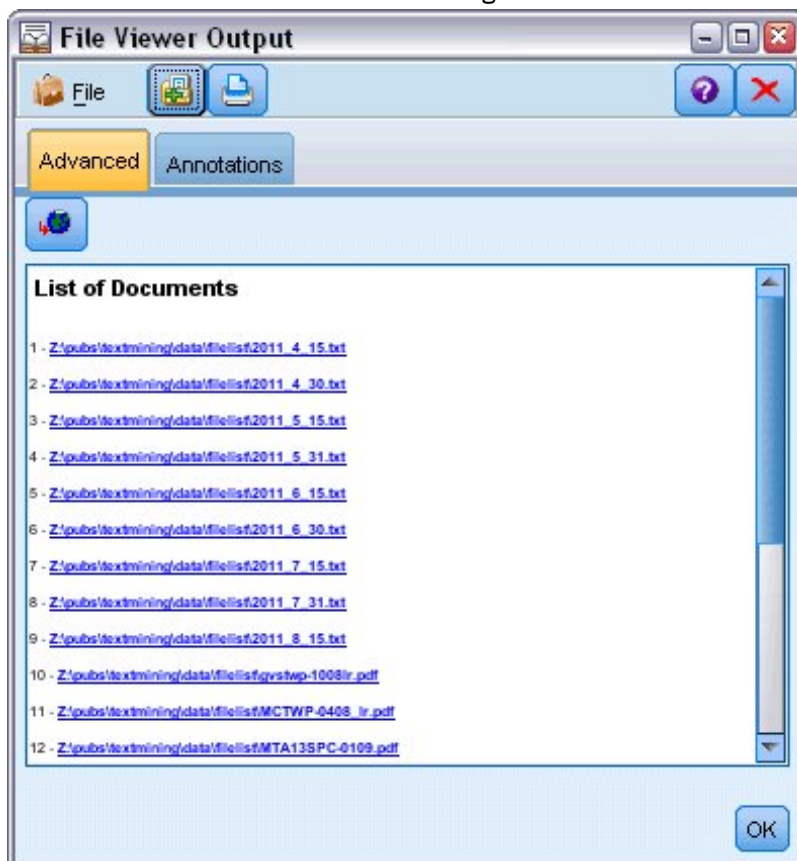 File Viewer Output
File
Advanced Annotations
List of Documents
1 - Z:\pubs\textmining\data\filelist\2011_4_15.txt
2 - Z:\pubs\textmining\data\filelist\2011_4_30.txt
3 - Z:\pubs\textmining\data\filelist\2011_5_15.txt
4 - Z:\pubs\textmining\data\filelist\2011_5_31.txt
5 - Z:\pubs\textmining\data\filelist\2011_6_15.txt
6 - Z:\pubs\textmining\data\filelist\2011_6_30.txt
7 - Z:\pubs\textmining\data\filelist\2011_7_15.txt
8 - Z:\pubs\textmining\data\filelist\2011_7_31.txt
9 - Z:\pubs\textmining\data\filelist\2011_8_15.txt
10 - Z:\pubs\textmining\data\filelist\gvstwp-1008lr.pdf
11 - Z:\pubs\textmining\data\filelist\MCTWP-0408_lr.pdf
12 - Z:\pubs\textmining\data\filelist\MTA13SPC-0109.pdf
OK